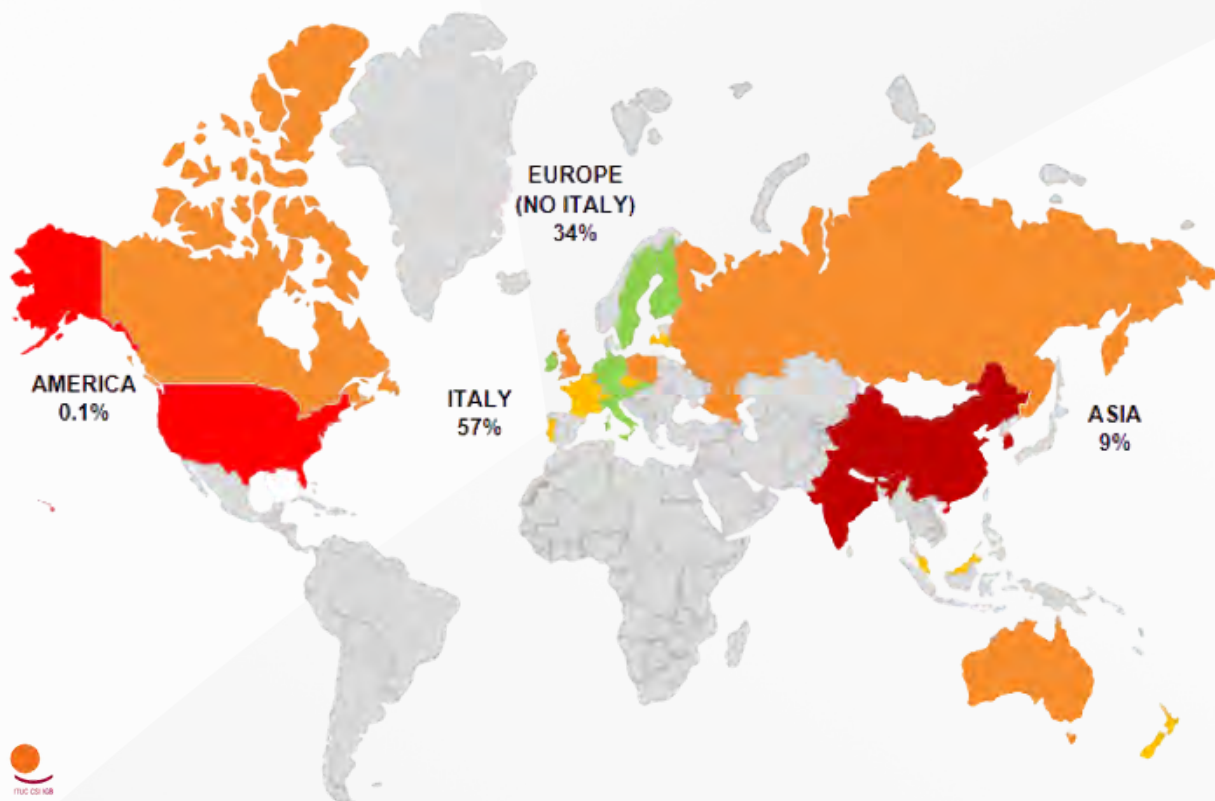 EUROPE
(NO ITALY)
34%
AMERICA
0.1%
ITALY
57%
ASIA
9%
ITUC CSI IGB